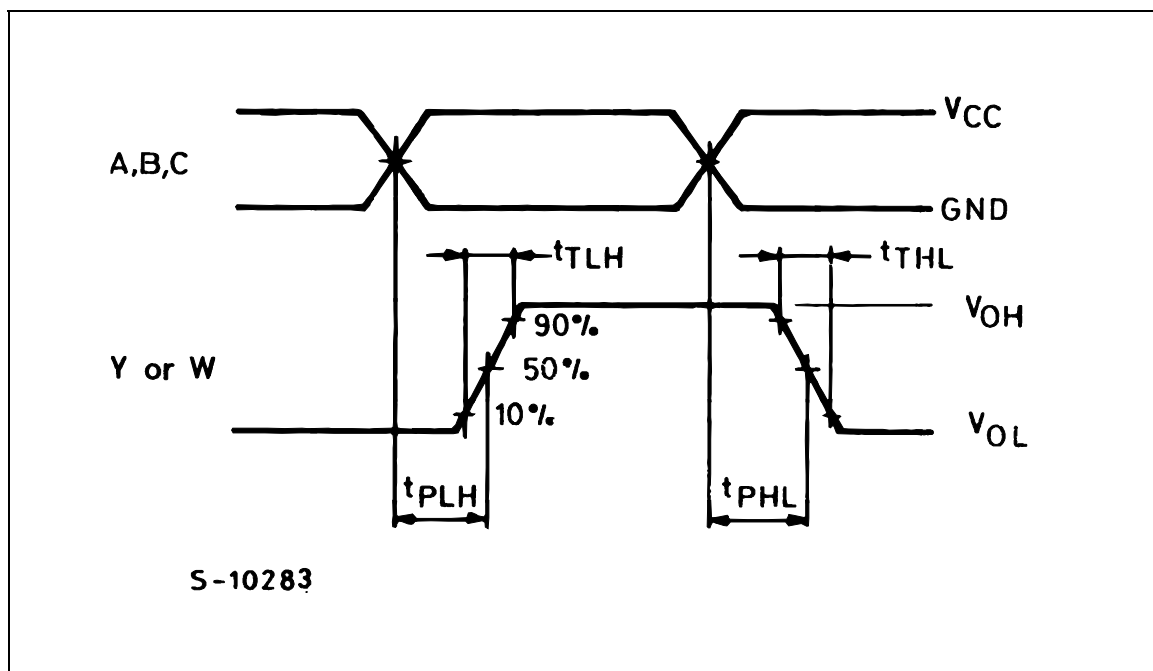 VCC
A,B,C
GND
tTLH
tTHL
90%
VOH
Y or W
50%
10%
VOL
tPLH
tPHL
S-10283